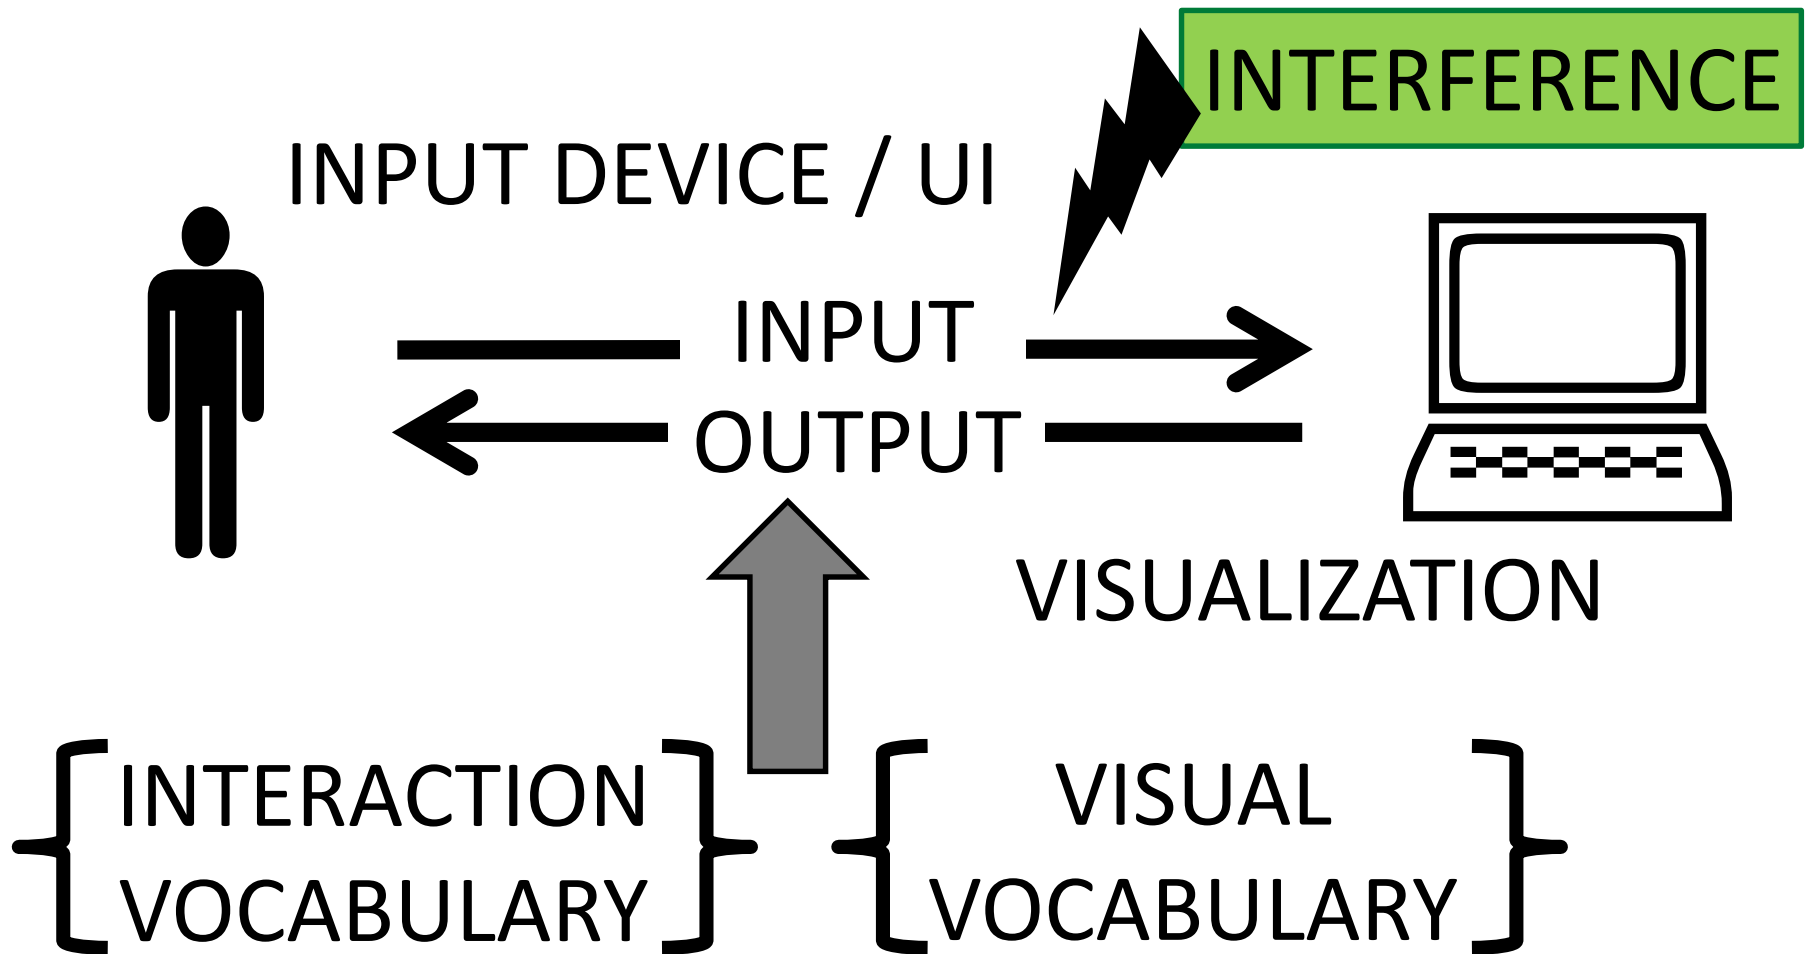 INTERFERENCE
INPUT DEVICE / UI
INPUT
OUTPUT
VISUALIZATION
INTERACTION
VOCABULARY
VISUAL
VOCABULARY